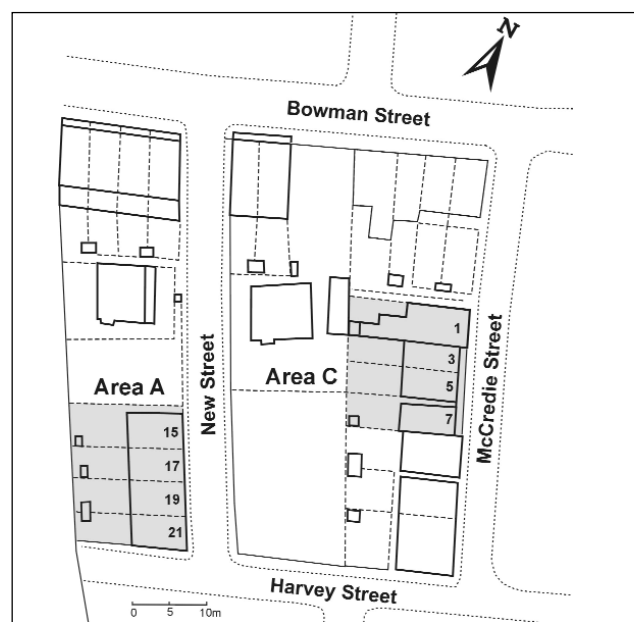 N
Bowman Street
1
3
5
7
McCredie Street
New Street
Area A
Area C
15
17
19
21
Harvey Street
0 5 10m